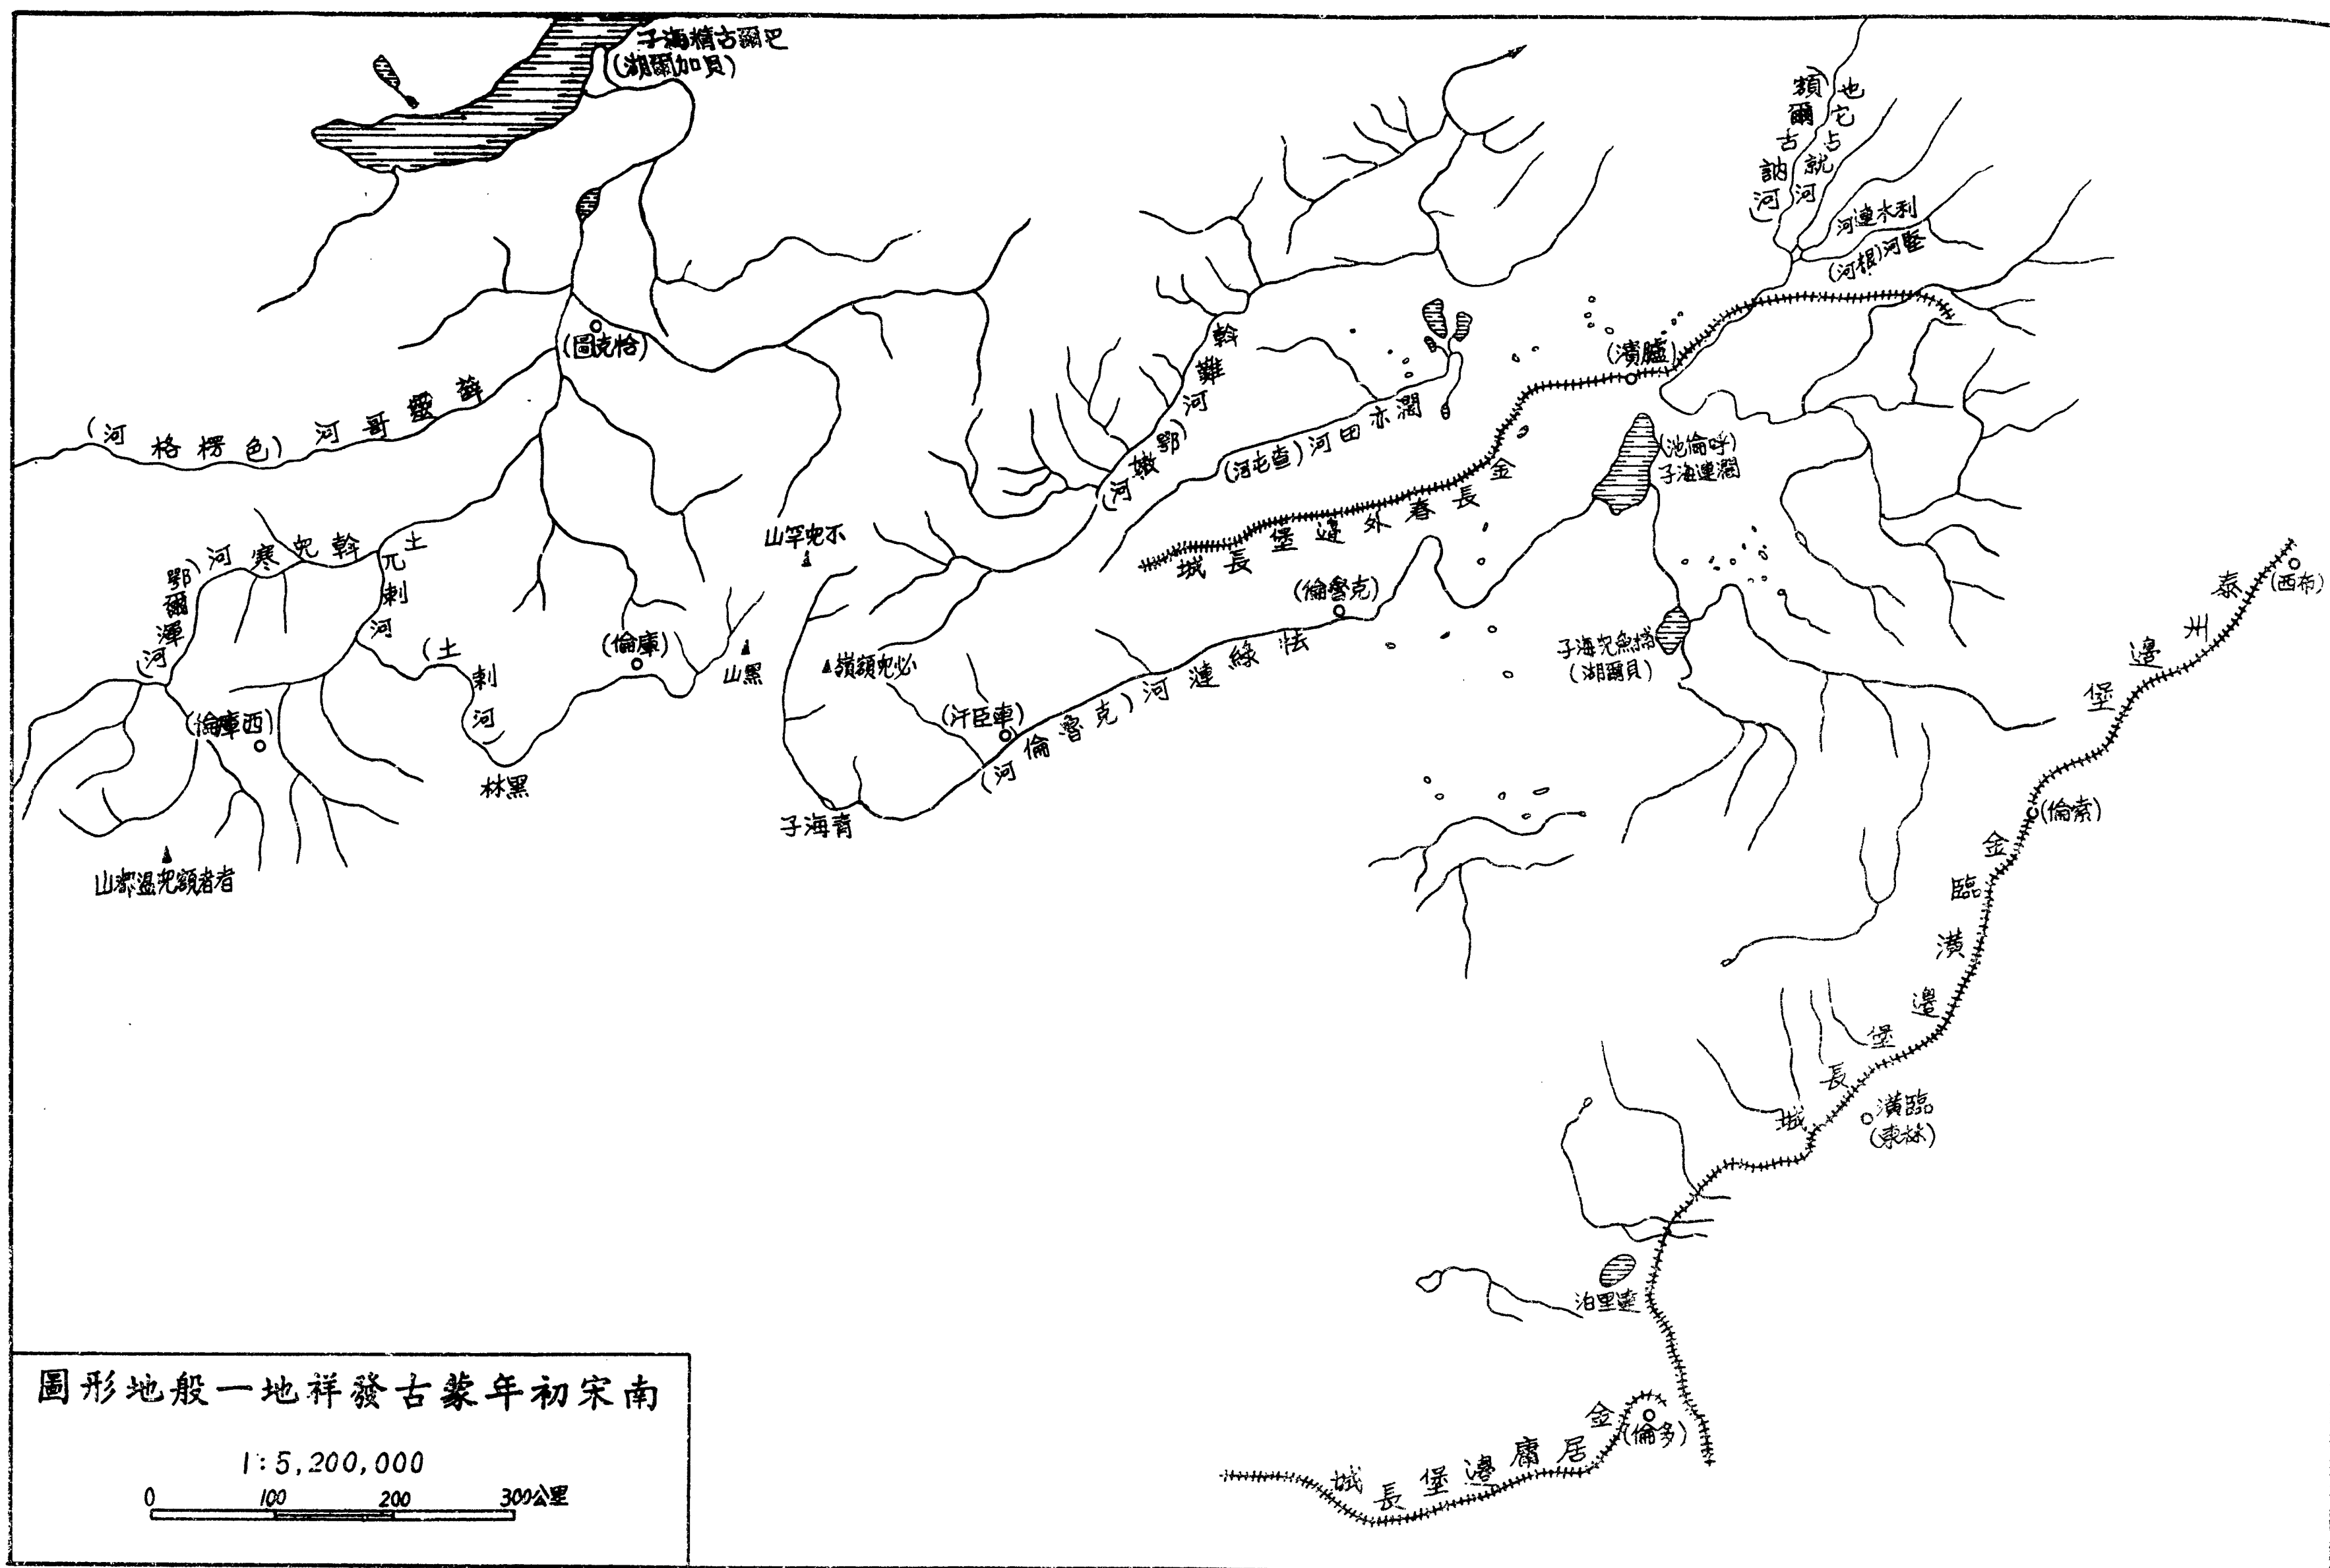 巴爾古精海子
(貝加爾湖)
也它占就河
(額爾古訥河)
利水連河
堅河(根河)
(恰克圖)
薛靈哥河(色楞格河)
斡難河(鄂嫩河)
(臚濱)
闊亦田河(查屯河)
(呼倫池)
闊連海子
金長春外邊堡長城
不兒罕山
斡兒寒河(鄂爾渾河)
土兀剌河
(土剌河)
(克魯倫)
(庫倫)
黑山
必兒額嶺
捕魚兒海子
(貝爾湖)
(布西)
泰州邊堡
怯綠漣河(克魯倫河)
(車臣汗)
(西庫倫)
黑林
青海子
者者額兒溫都山
(索倫)
金臨潢邊堡長城
臨潢
(林東)
達里泊
金居庸邊堡長城
(多倫)
南宋初年蒙古發祥地一般地形圖
1:5,200,000
0 100 200 300公里